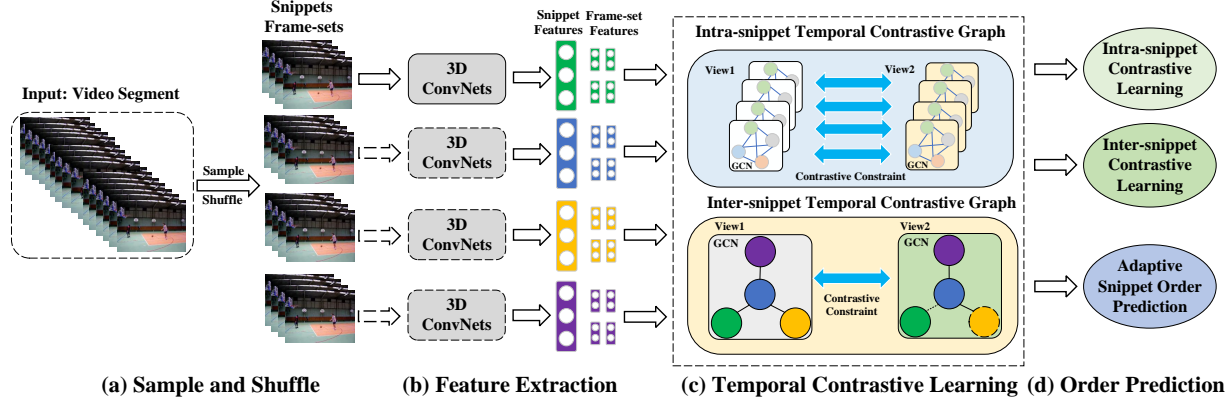 Input: Video Segment
Sample
Shuffle
Snippets
Frame-sets
3D
ConvNets
3D
ConvNets
3D
ConvNets
3D
ConvNets
Snippet
Features
Frame-set
Features
Intra-snippet Temporal Contrastive Graph
View1
View2
GCN
GCN
Contrastive Constraint
Inter-snippet Temporal Contrastive Graph
View1
View2
GCN
GCN
Contrastive
Constraint
Intra-snippet
Contrastive
Learning
Inter-snippet
Contrastive
Learning
Adaptive
Snippet Order
Prediction
(a) Sample and Shuffle
(b) Feature Extraction
(c) Temporal Contrastive Learning
(d) Order Prediction